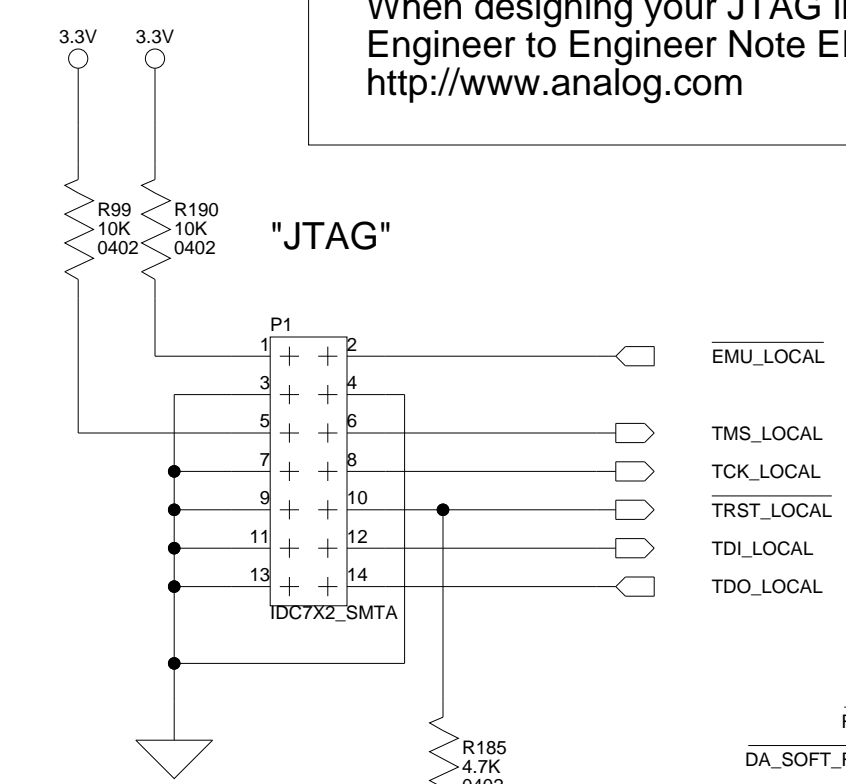 When designing your JTAG
Engineer to Engineer Note
http://www.analog.com
3.3V 3.3V
R99
10K
0402
R190
10K
0402
"JTAG"
P1
1 2
EMU_LOCAL
3 4
5 6
TMS_LOCAL
7 8
TCK_LOCAL
9 10
TRST_LOCAL
11 12
TDI_LOCAL
13 14
TDO_LOCAL
IDC7X2_SMTA
R185
4.7K
0402
DA_SOFT_